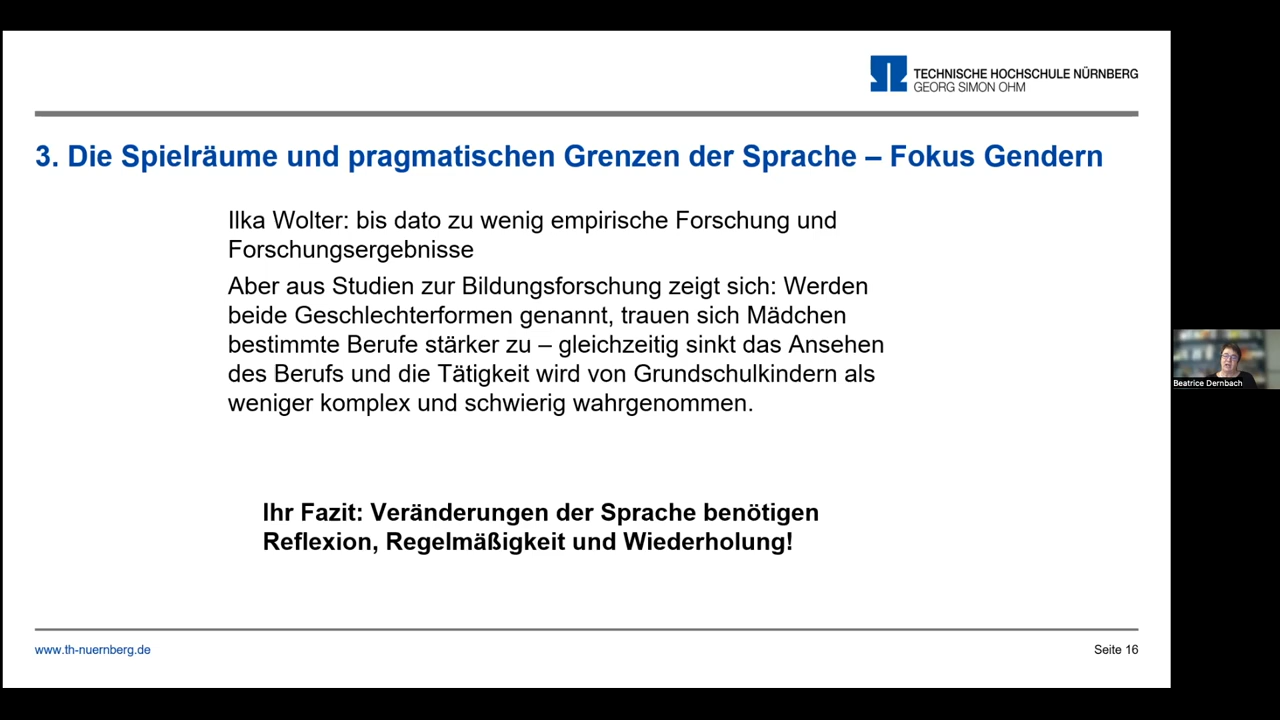 TECHNISCHE HOCHSCHULE NÜRNBERG
GEORG SIMON OHM
3. Die Spielräume und pragmatischen Grenzen der Sprache – Fokus Gendern
Ilka Wolter: bis dato zu wenig empirische Forschung und
Forschungsergebnisse
Aber aus Studien zur Bildungsforschung zeigt sich: Werden
beide Geschlechterformen genannt, trauen sich Mädchen
bestimmte Berufe stärker zu – gleichzeitig sinkt das Ansehen
des Berufs und die Tätigkeit wird von Grundschulkindern als
weniger komplex und schwierig wahrgenommen.
Ihr Fazit: Veränderungen der Sprache benötigen
Reflexion, Regelmäßigkeit und Wiederholung!
www.th-nuernberg.de
Seite 16
Beatrice Dernbach